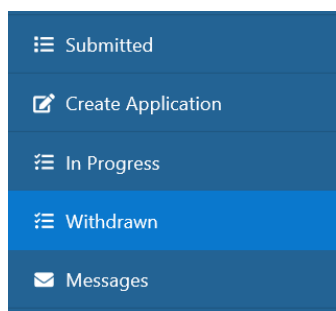 Submitted
Create Application
In Progress
Withdrawn
Messages